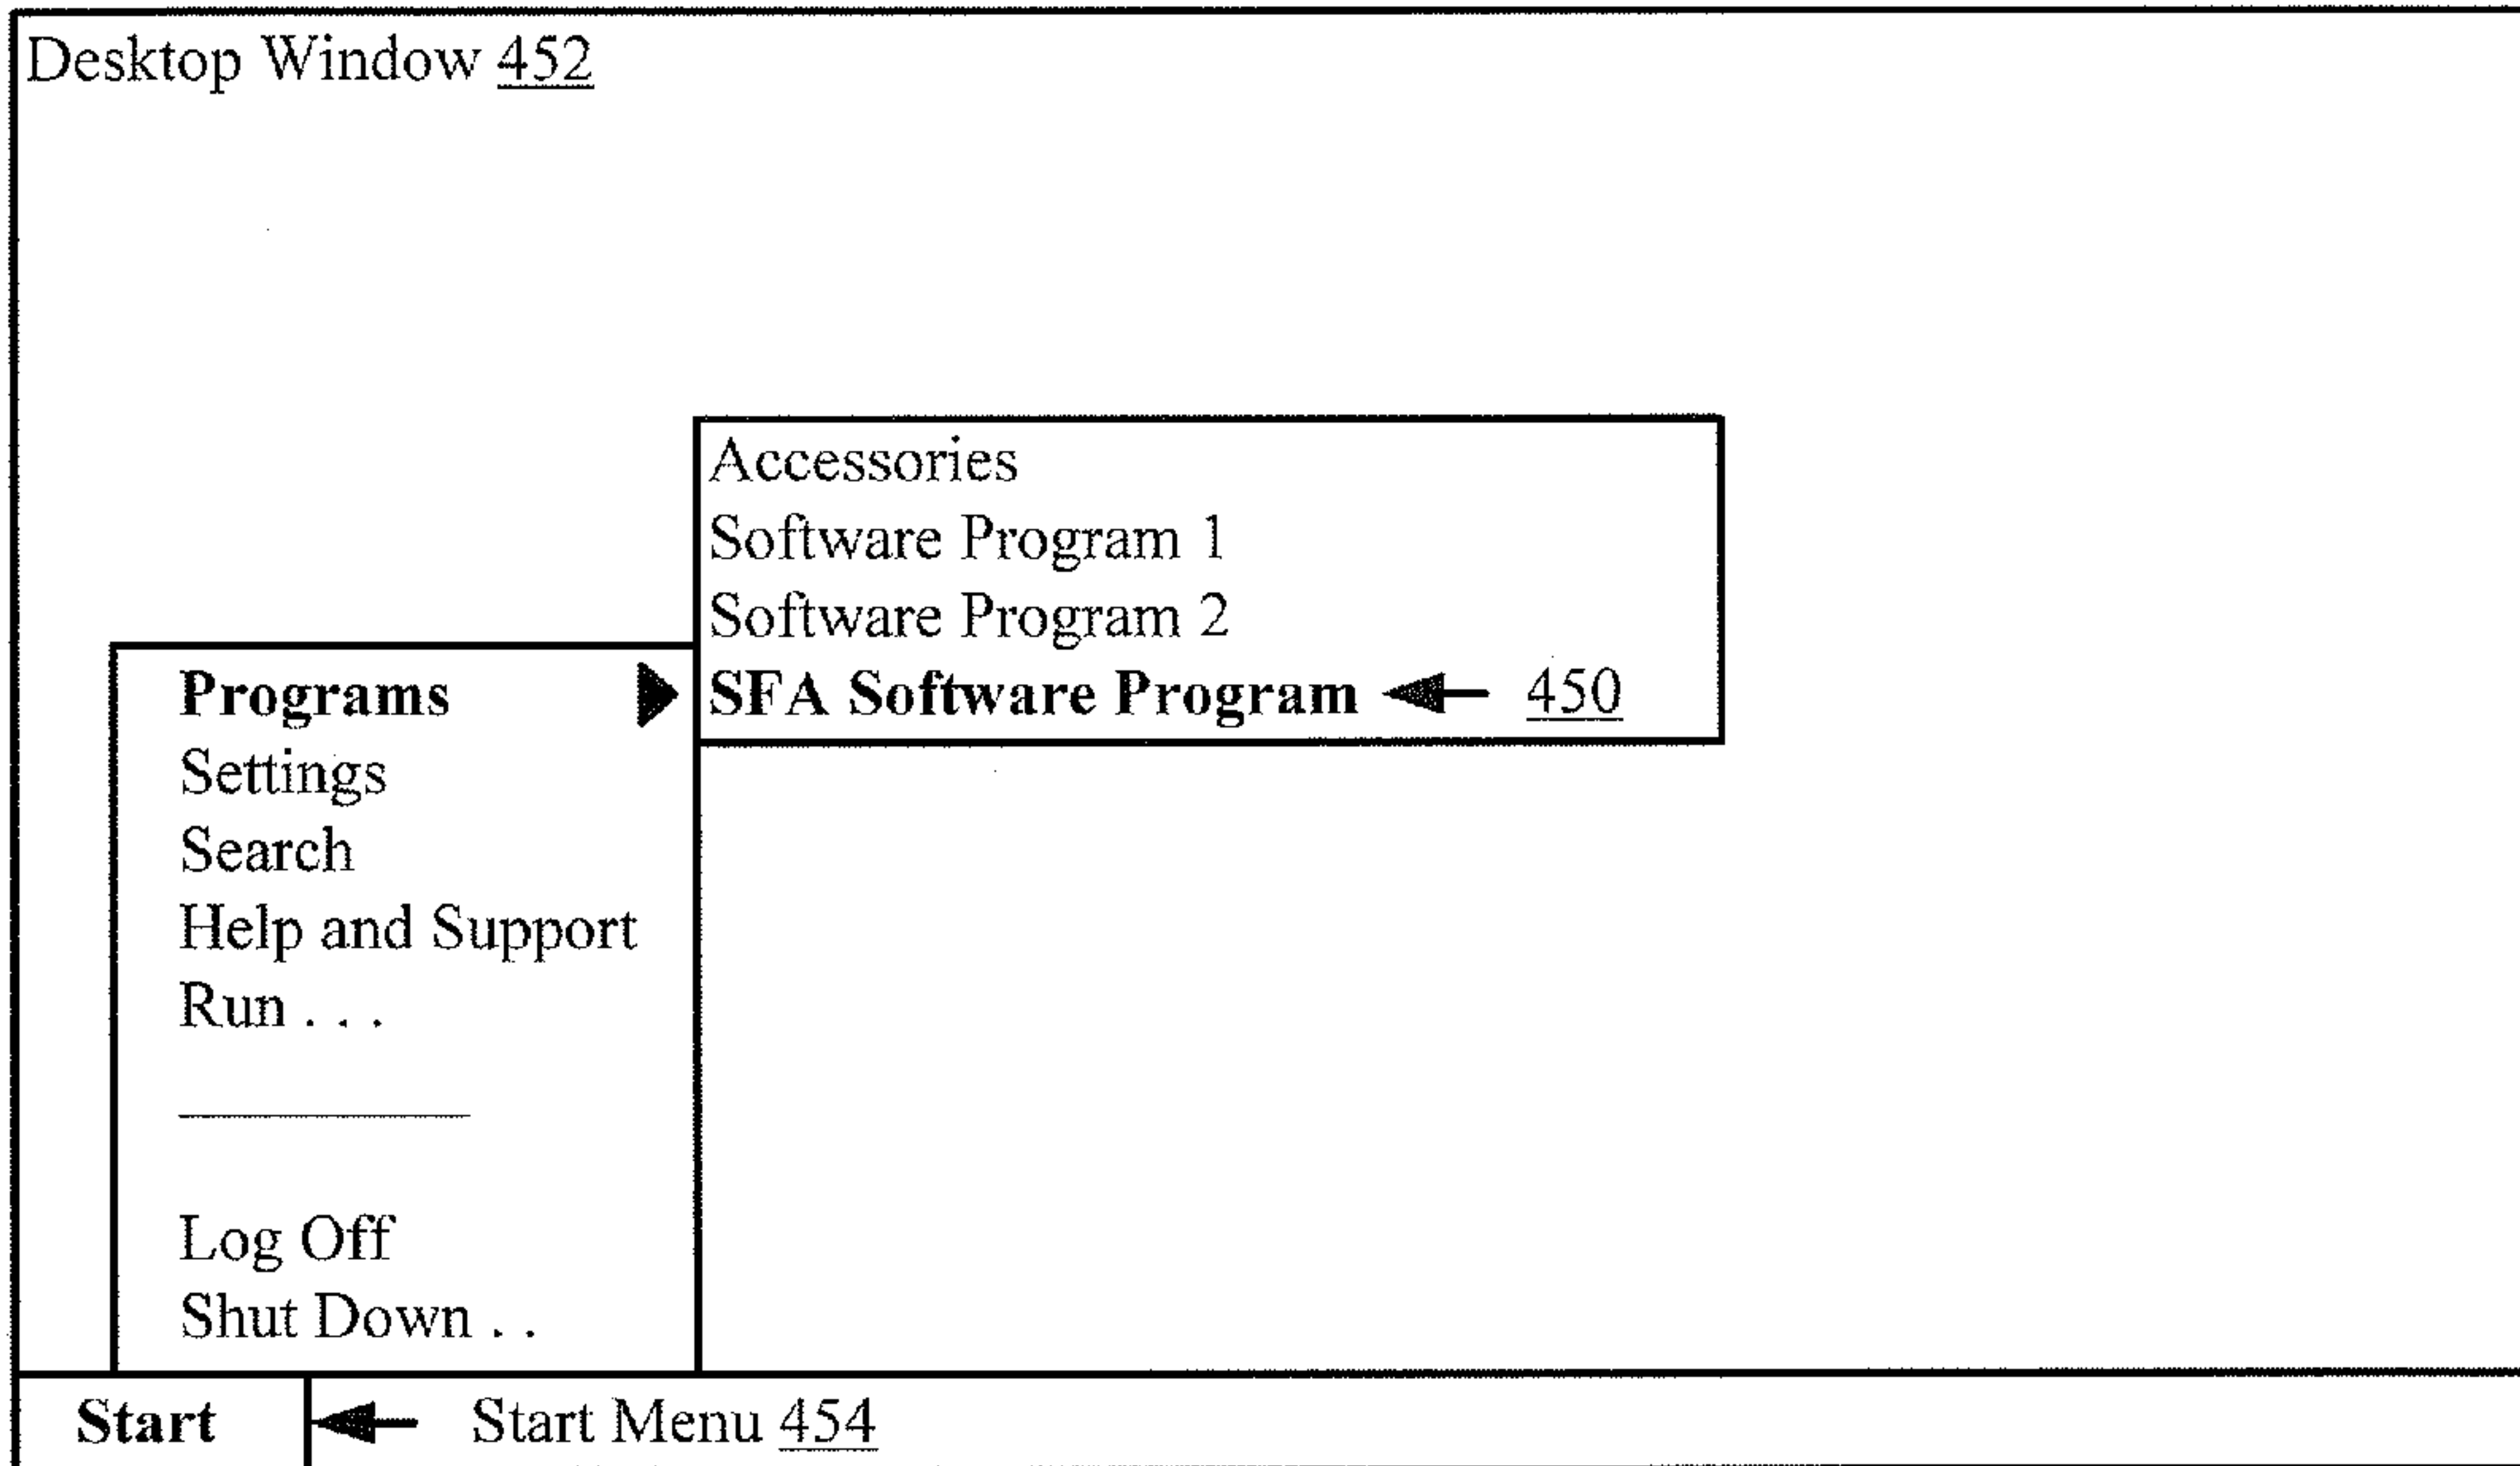 Desktop Window 452
Accessories
Software Program 1
Software Program 2
SFA Software Program 450
Programs
Settings
Search
Help and Support
Run . . .
Log Off
Shut Down . .
Start
Start Menu 454